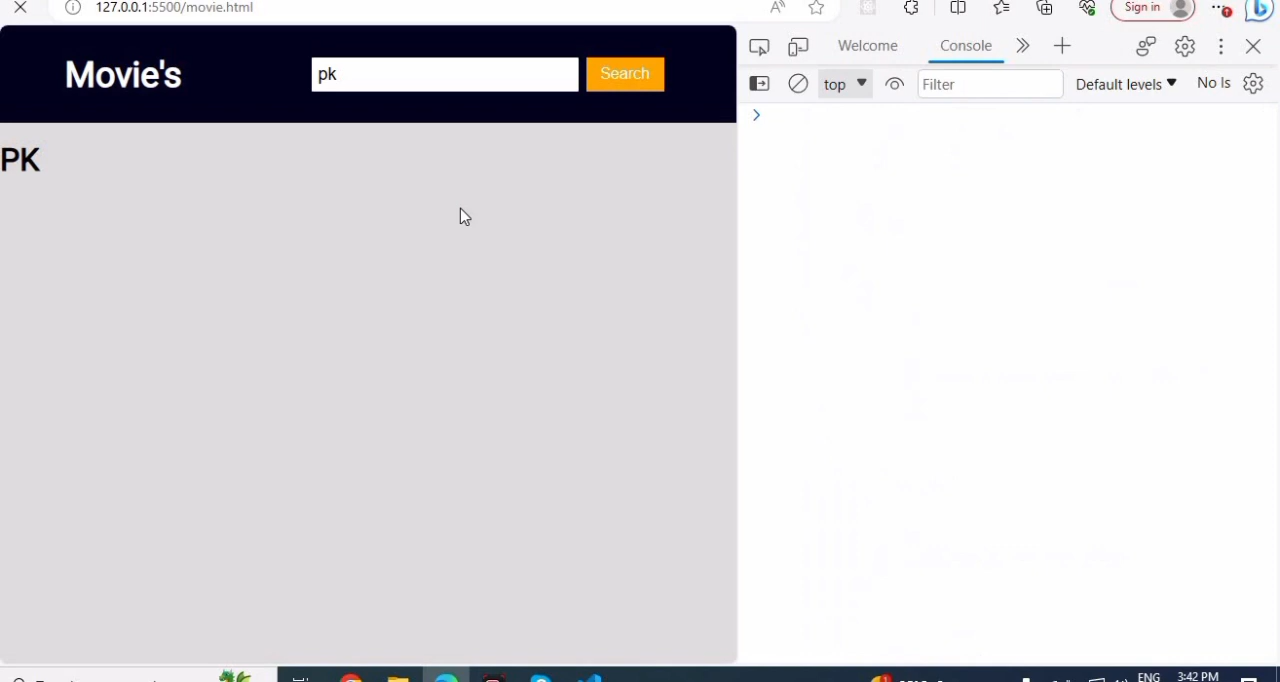 127.0.0.1:5500/movie.html
Sign in
Welcome
Console
top
Filter
Default levels
No Is
Movie's
pk
Search
PK
ENG
3:42 PM